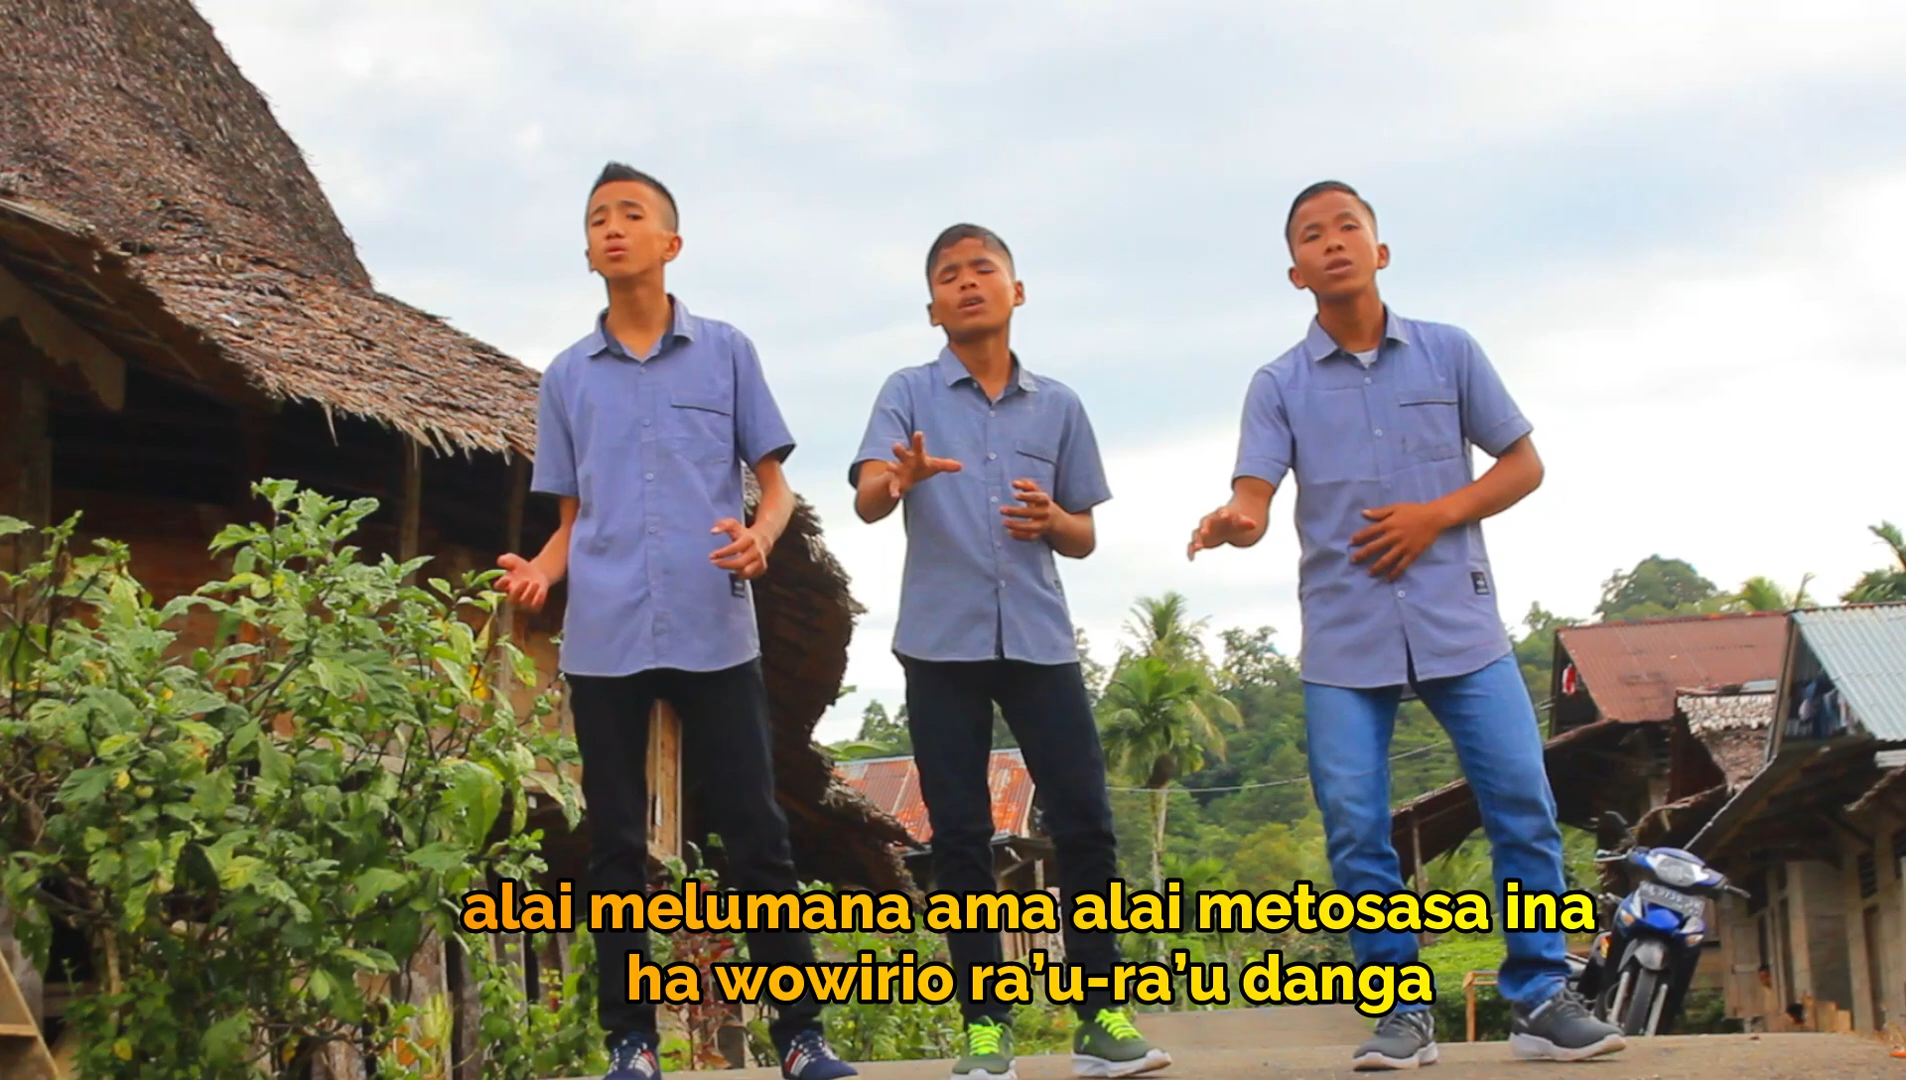 alai melumana ama alai metosasa ina
ha wowirio ra’u-ra’u danga